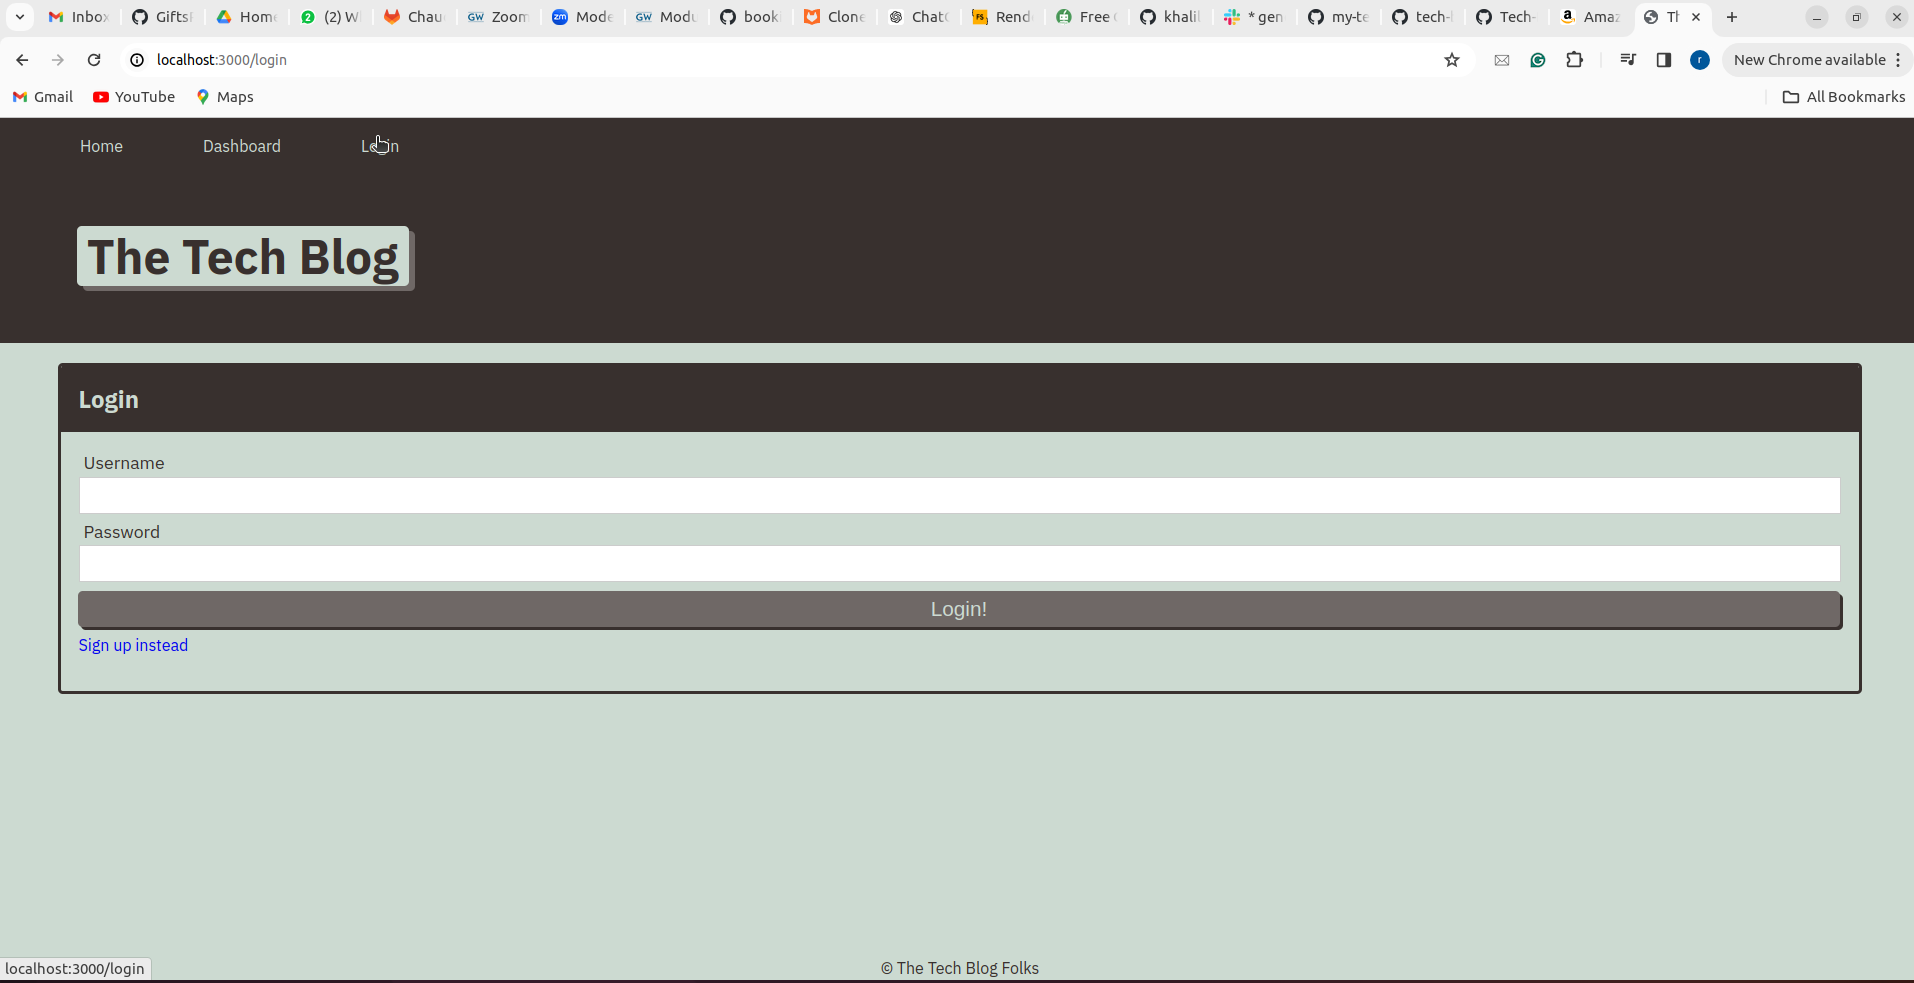 Inbox Gifts Home (2) W Chau Zoom Mode Modu book Clone Chat Rend Free khalil * gen my-te tech- Tech- Amaz Th
localhost:3000/login New Chrome available
Gmail YouTube Maps All Bookmarks
Home Dashboard Login
The Tech Blog
Login
Username
Password
Login!
Sign up instead
localhost:3000/login © The Tech Blog Folks